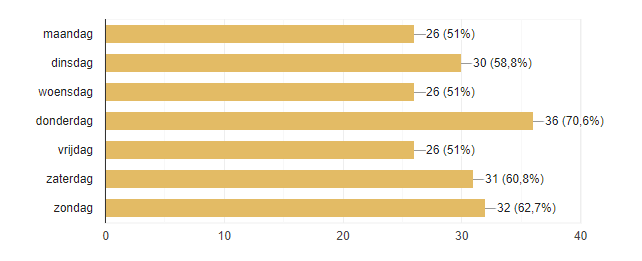 maandag 26 (51%)
dinsdag 30 (58,8%)
woensdag 26 (51%)
donderdag 36 (70,6%)
vrijdag 26 (51%)
zaterdag 31 (60,8%)
zondag 32 (62,7%)
0 10 20 30 40